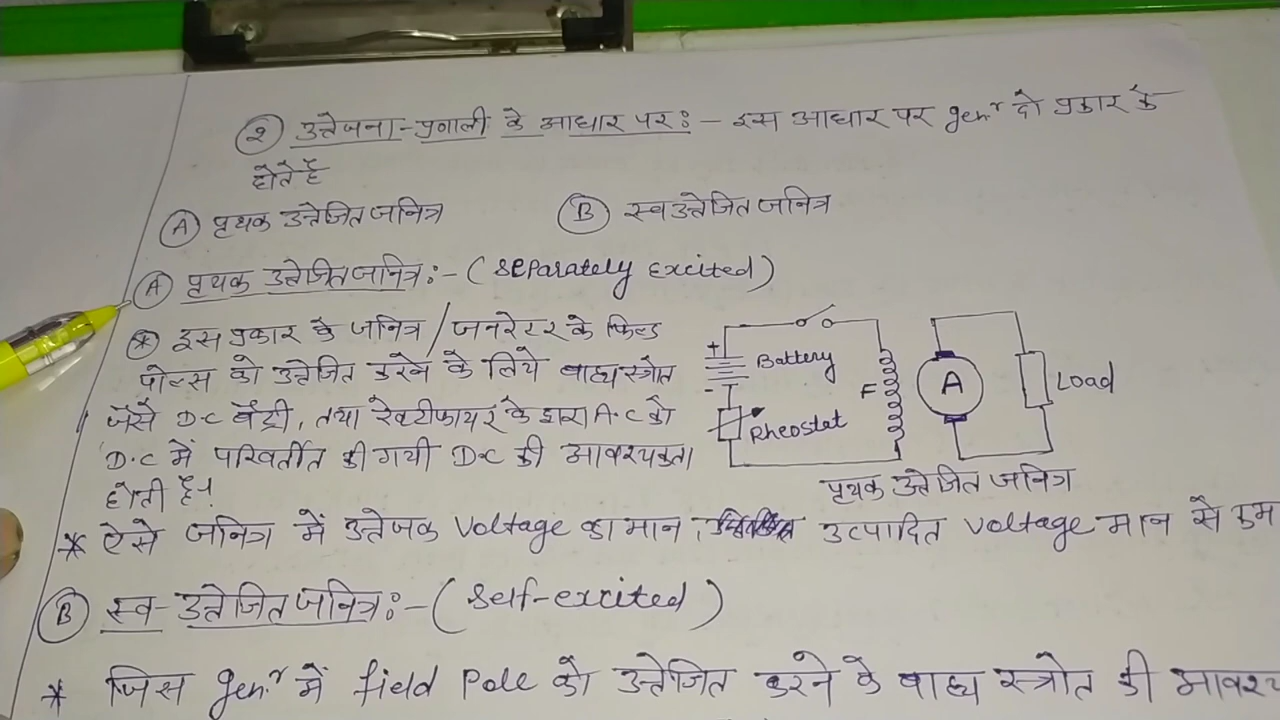 ② उत्तेजना-प्रणाली के आधार पर :- इस आधार पर genʳ दो प्रकार के
होते है
Ⓐ पृथक उत्तेजित जनित्र Ⓑ स्वउत्तेजित जनित्र
Ⓐ पृथक उत्तेजित जनित्र :- (Separately Excited)
* इस प्रकार के जनित्र/जनरेटर के फिल्ड
पोल्स को उत्तेजित करने के लिये बाह्य स्त्रोत
जैसे D.C बैट्री, तथा रेक्टीफायर के द्वारा A.C को
D.C में परिवर्तीत की गयी D.C की आवश्यकता
होती है।
+
Battery
-
Rheostat
F
A
Load
पृथक उत्तेजित जनित्र
* ऐसे जनित्र में उत्तेजक Voltage का मान, उत्पादित Voltage मान से कम
Ⓑ स्व-उत्तेजित जनित्र :- (Self-excited)
* जिस gen.ʳ में field Pole को उत्तेजित करने के बाह्य स्त्रोत की